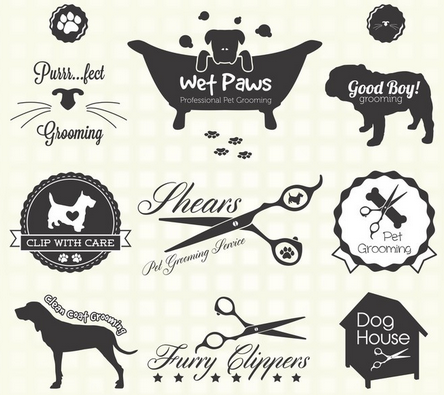 Purrr...fect
Grooming
Wet Paws
Professional Pet Grooming
Good Boy!
grooming
CLIP WITH CARE
Shears
Pet Grooming Service
Pet
Grooming
Clean Coat Grooming
Furry Clippers
Dog
House